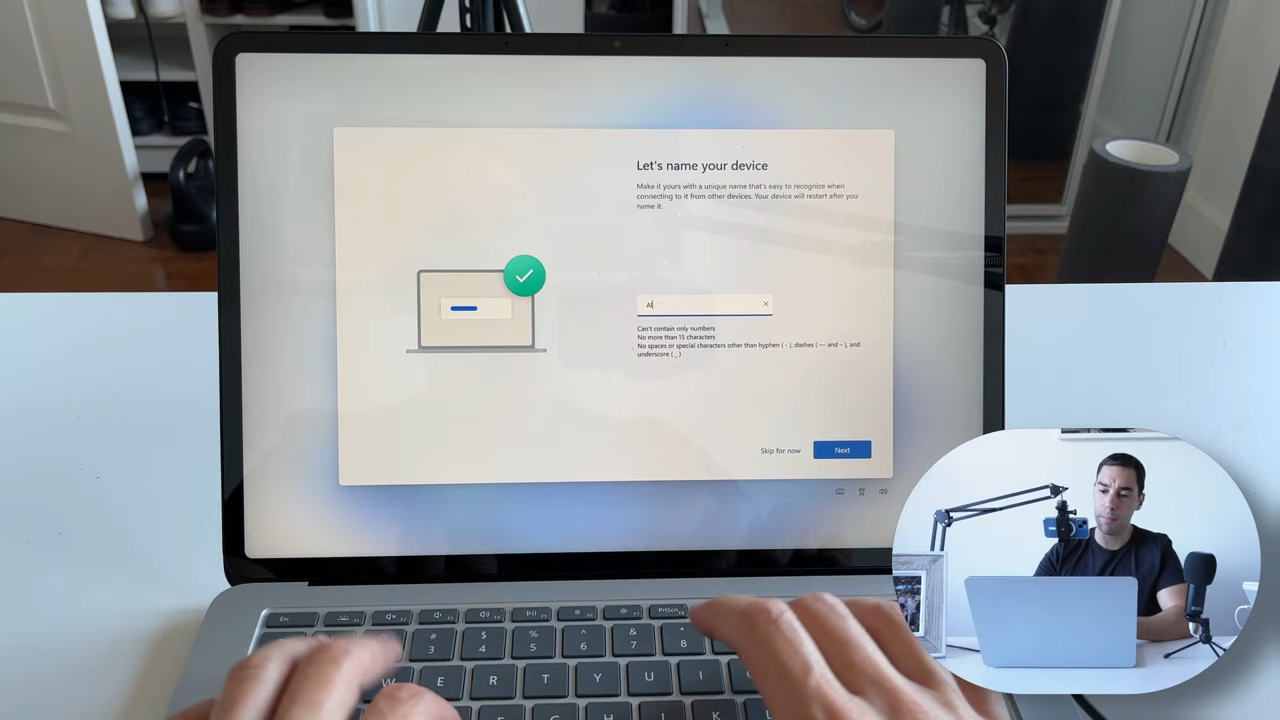 Let's name your device
Make it yours with a unique name that's easy to recognize when
connecting to it from other devices. Your device will restart after you
name it.
Al
Can't contain only numbers
No more than 15 characters
No spaces or special characters other than hyphen ( - ), dashes ( — and – ), and
underscore ( _ )
Skip for now
Next
Esc
PrtScn
# $ % ^ & *
3 4 5 6 7 8
W E R T Y U I